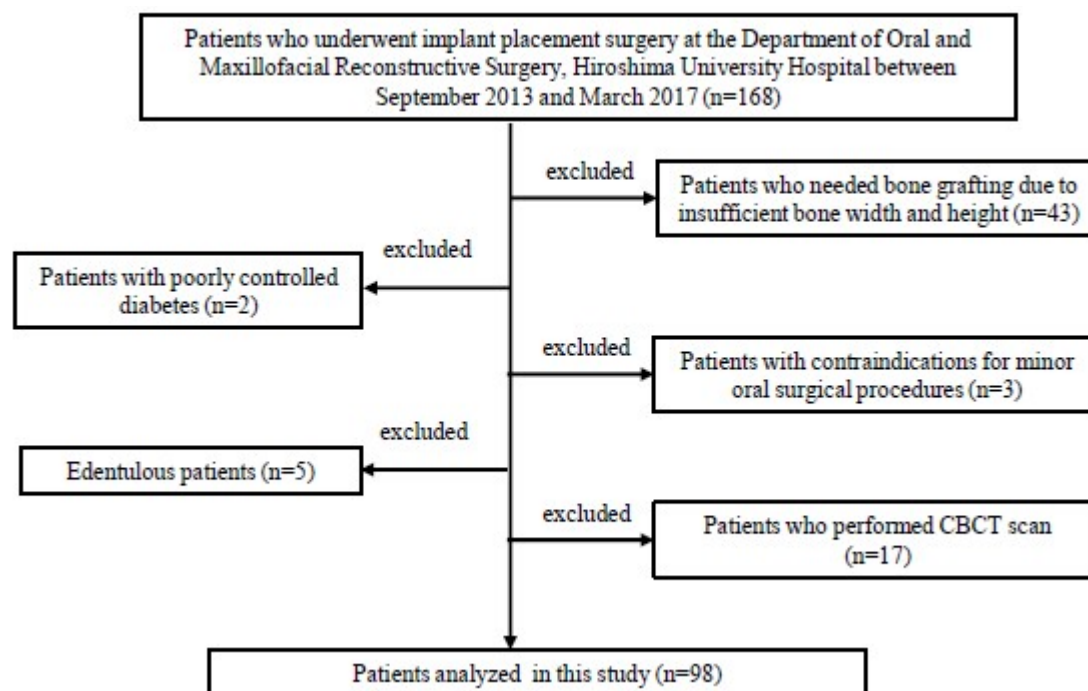 Patients who underwent implant placement surgery at the Department of Oral and
Maxillofacial Reconstructive Surgery, Hiroshima University Hospital between
September 2013 and March 2017 (n=168)
excluded
Patients who needed bone grafting due to
insufficient bone width and height (n=43)
excluded
Patients with poorly controlled
diabetes (n=2)
excluded
Patients with contraindications for minor
oral surgical procedures (n=3)
excluded
Edentulous patients (n=5)
excluded
Patients who performed CBCT scan
(n=17)
Patients analyzed in this study (n=98)